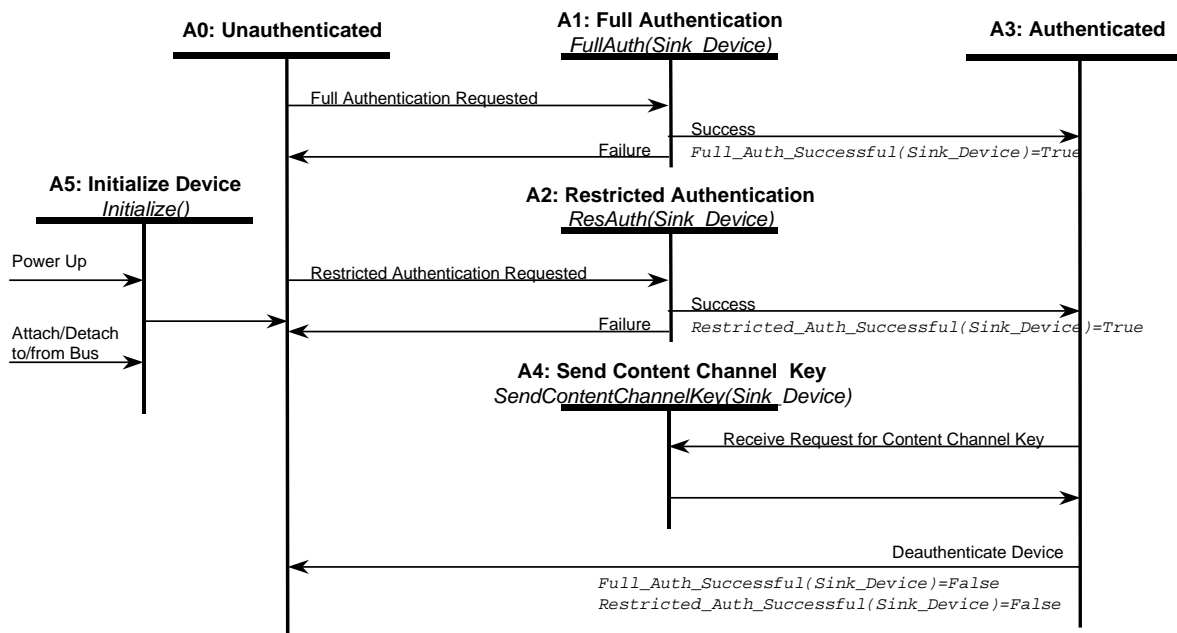 A0: Unauthenticated
A1: Full Authentication
FullAuth(Sink_Device)
A3: Authenticated
Full Authentication Requested
Success
Full_Auth_Successful(Sink_Device)=True
Failure
A5: Initialize Device
Initialize()
A2: Restricted Authentication
ResAuth(Sink_Device)
Power Up
Restricted Authentication Requested
Success
Restricted_Auth_Successful(Sink_Device)=True
Failure
Attach/Detach
to/from Bus
A4: Send Content Channel Key
SendContentChannelKey(Sink_Device)
Receive Request for Content Channel Key
Deauthenticate Device
Full_Auth_Successful(Sink_Device)=False
Restricted_Auth_Successful(Sink_Device)=False